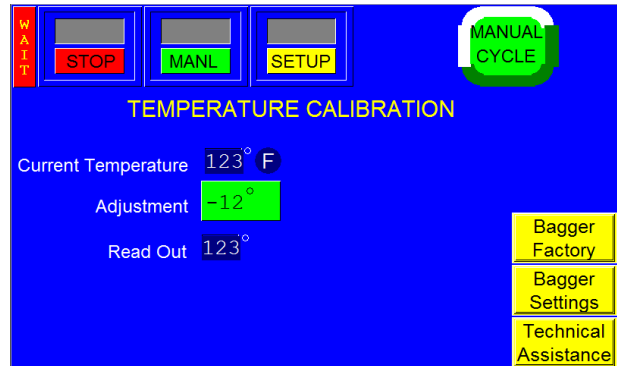 WAIT
STOP
MANL
SETUP
MANUAL
CYCLE
TEMPERATURE CALIBRATION
Current Temperature 123° F
Adjustment -12°
Read Out 123°
Bagger
Factory
Bagger
Settings
Technical
Assistance